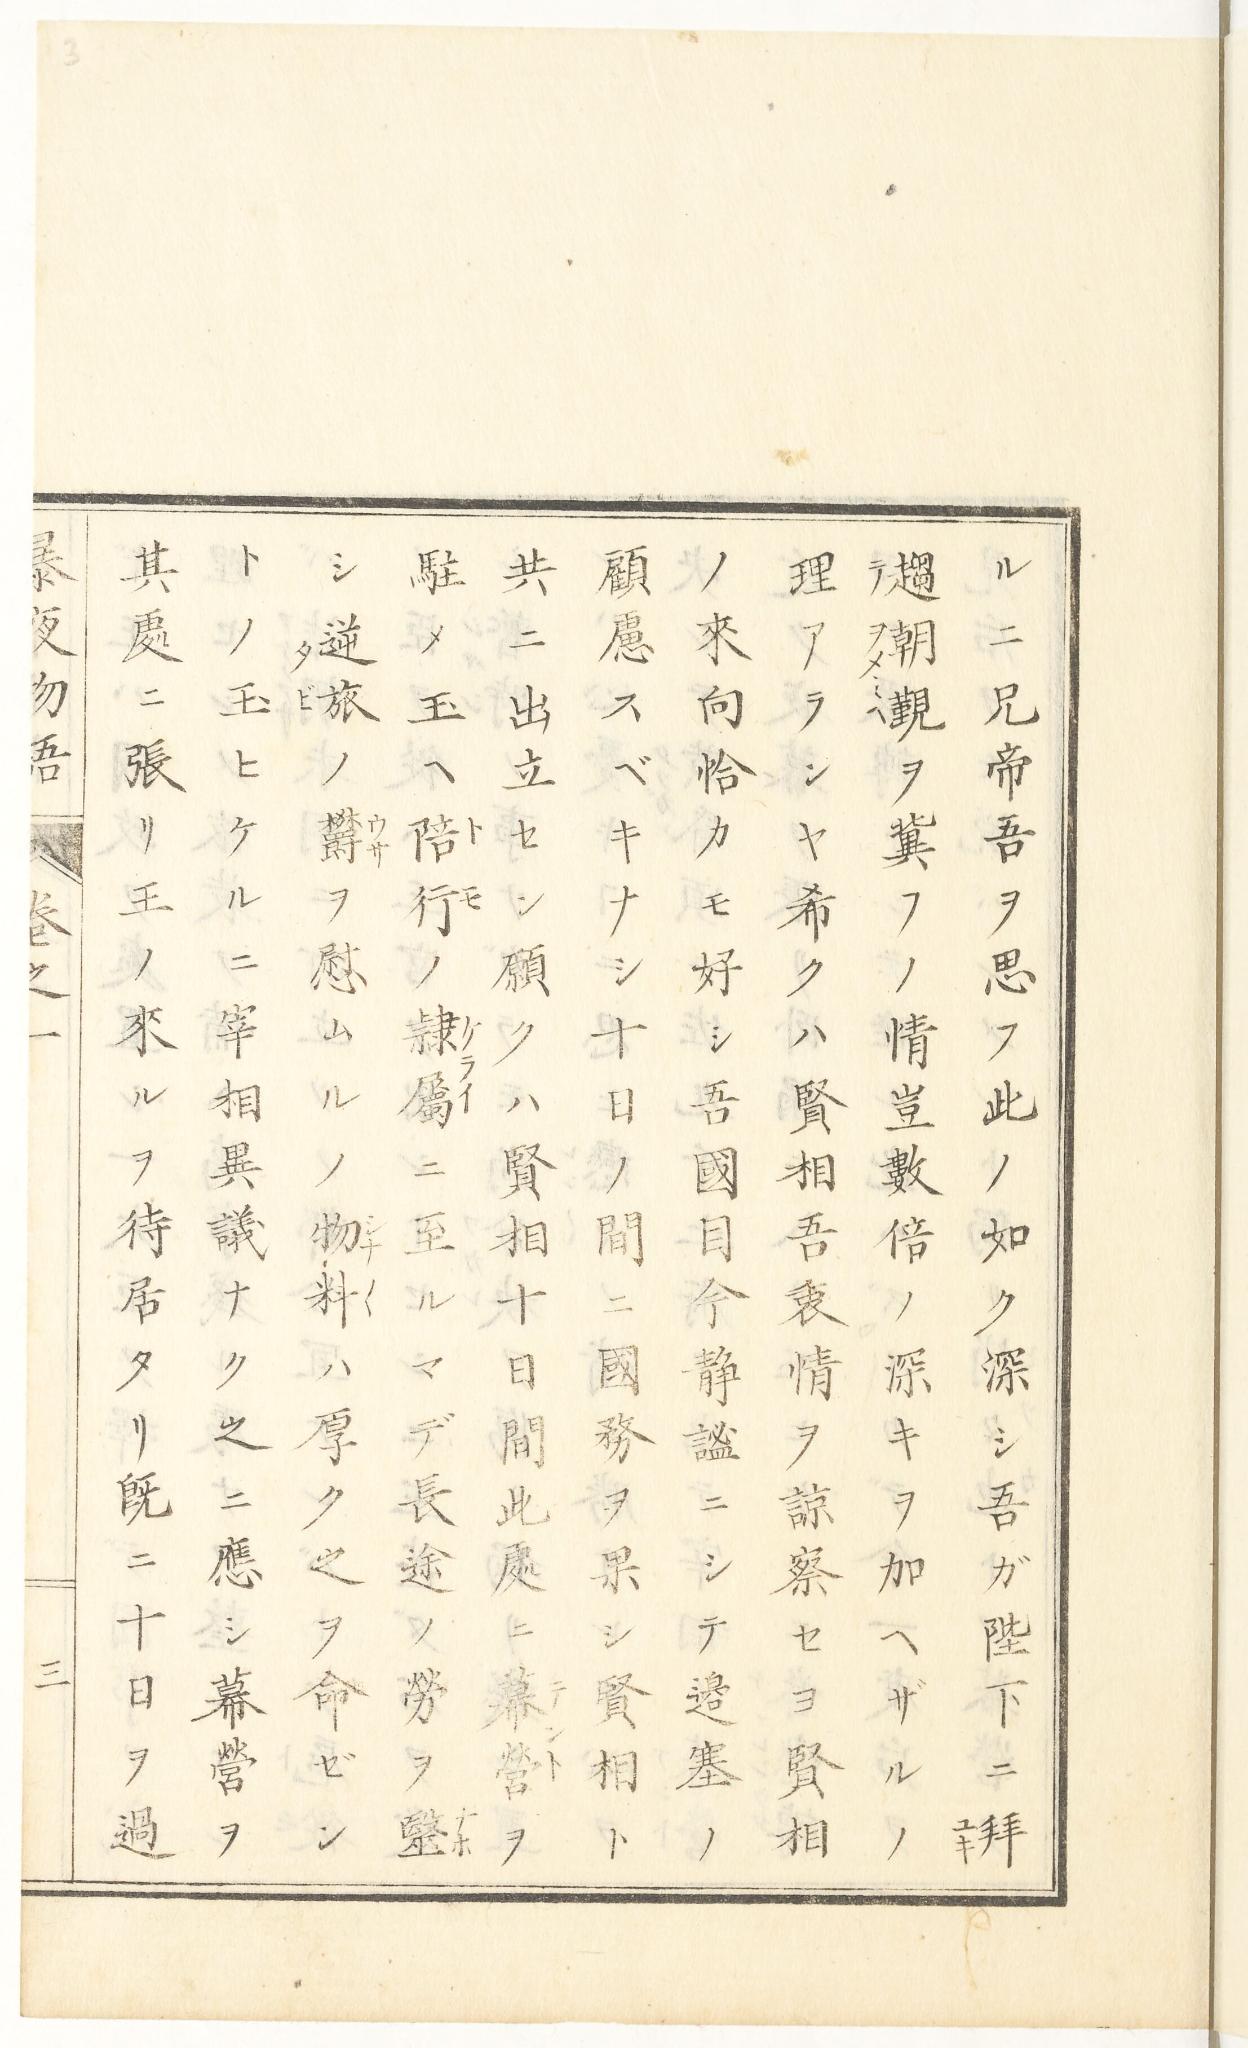 ルニ兄帝吾ヲ思フ此ノ如ク深シ吾ガ陛下ニ拜
趨朝覲ヲ冀フノ情豈數倍ノ深キヲ加ヘザルノ
理アランヤ希クハ賢相吾衷情ヲ諒察セヨ賢相
ノ來向恰カモ好シ吾國目今静謐ニシテ邉塞ノ
顧慮スベキナシ十日ノ間ニ國務ヲ果シ賢相ト
共ニ出立セン願クハ賢相十日間此處ニ幕營ヲ
駐メ玉ヘ陪行ノ隷屬ニ至ルマデ長途ノ勞ヲ毉
シ逆旅ノ欝ヲ慰ムルノ物料ハ厚ク之ヲ命ゼン
トノ玉ヒケルニ宰相異議ナク之ニ應シ幕營ヲ
其處ニ張リ王ノ來ルヲ待居タリ既ニ十日ヲ過
暴夜物語
巻之一
三
3